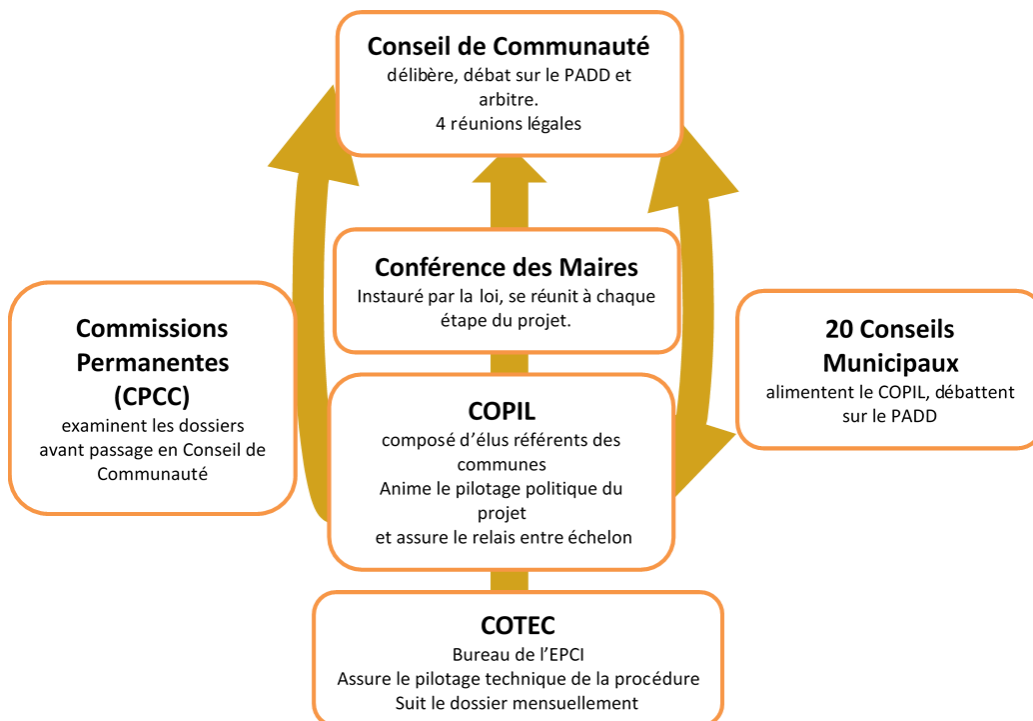 Conseil de Communauté
délibère, débat sur le PADD et
arbitre.
4 réunions légales
Conférence des Maires
Instauré par la loi, se réunit à chaque
étape du projet.
Commissions
Permanentes
(CPCC)
examinent les dossiers
avant passage en Conseil de
Communauté
20 Conseils
Municipaux
alimentent le COPIL, débattent
sur le PADD
COPIL
composé d'élus référents des
communes
Anime le pilotage politique du
projet
et assure le relais entre échelon
COTEC
Bureau de l'EPCI
Assure le pilotage technique de la procédure
Suit le dossier mensuellement